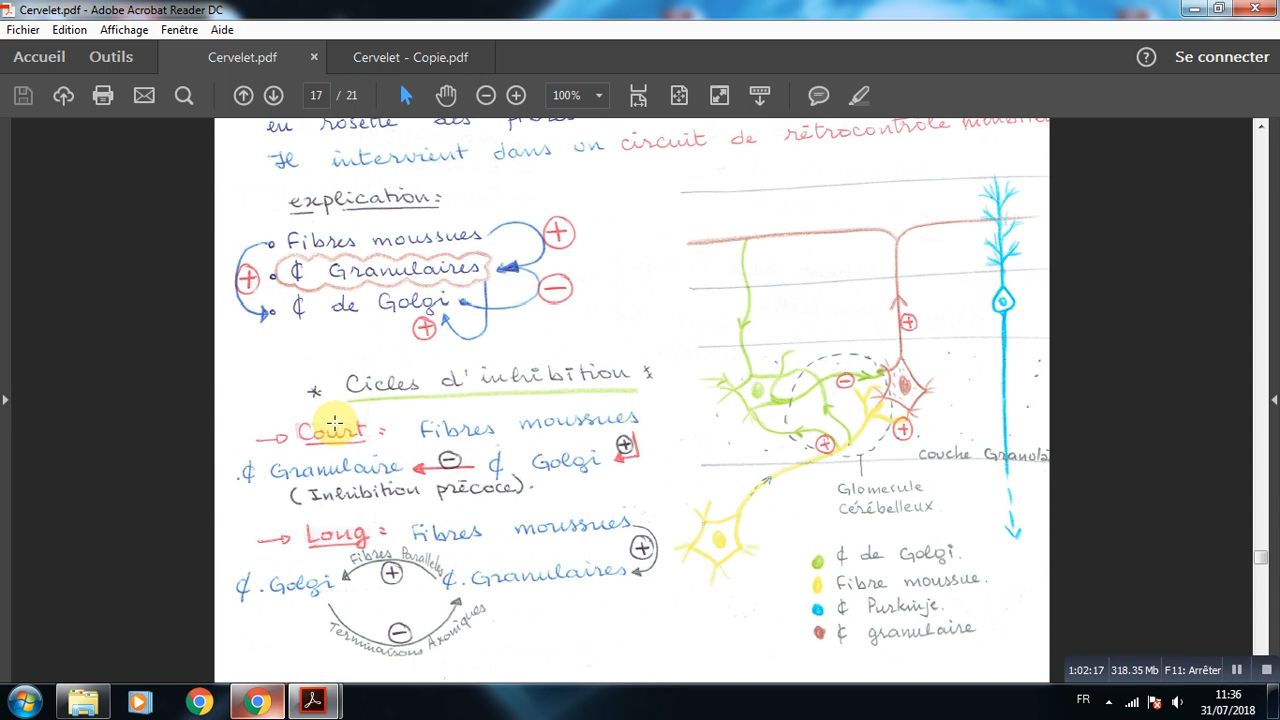 Cervelet.pdf - Adobe Acrobat Reader DC
Fichier Edition Affichage Fenêtre Aide
Accueil Outils Cervelet.pdf × Cervelet - Copie.pdf ? Se connecter
17 / 21 100%
en rosette des
Il intervient dans un circuit de rétrocontrôle
explication:
• Fibres moussues +
+ • ₵ Granulaires
• ₵ de Golgi −
+
+
* Cicles d'inhibition *
→ Court : Fibres moussues
.₵ Granulaire ← − ₵ Golgi +
(Inhibition précoce).
→ Long : Fibres moussues
Fibres Parallèles +
₵. Golgi + ₵. Granulaires
−
Terminaisons Axoniques
−
+
+
couche
Glomerule
Cérébelleux
₵ de Golgi.
Fibre moussue.
₵ Purkinje.
₵ granulaire
1:02:17 318.35 Mb F11: Arrêter
FR 11:36
31/07/2018